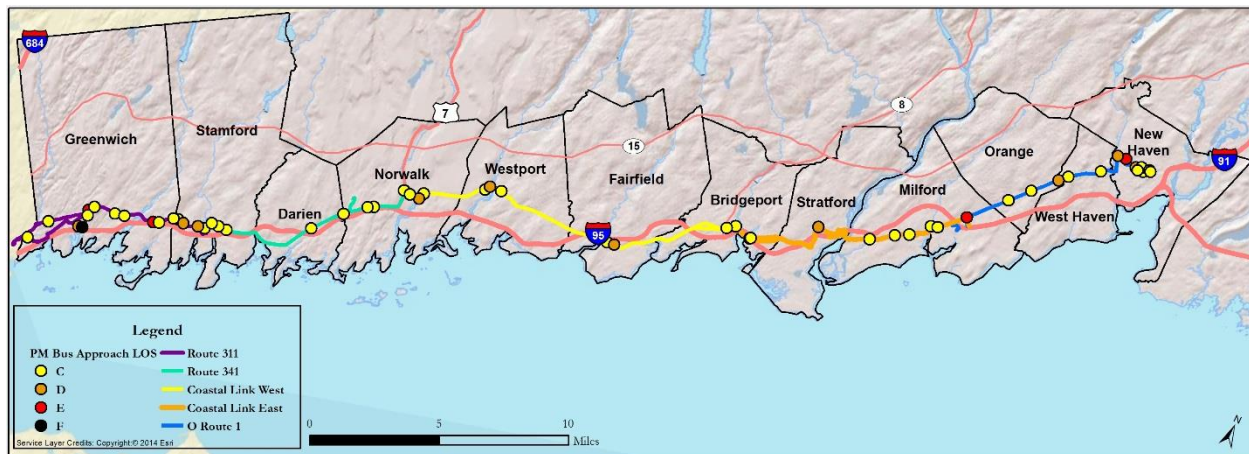 684
Greenwich
Stamford
Darien
Norwalk
7
Westport
15
Fairfield
95
Bridgeport
Stratford
8
Milford
Orange
West Haven
New
Haven
91
Legend
PM Bus Approach LOS
C
D
E
F
Route 311
Route 341
Coastal Link West
Coastal Link East
O Route 1
Service Layer Credits: Copyright:© 2014 Esri
0 5 10
Miles
N